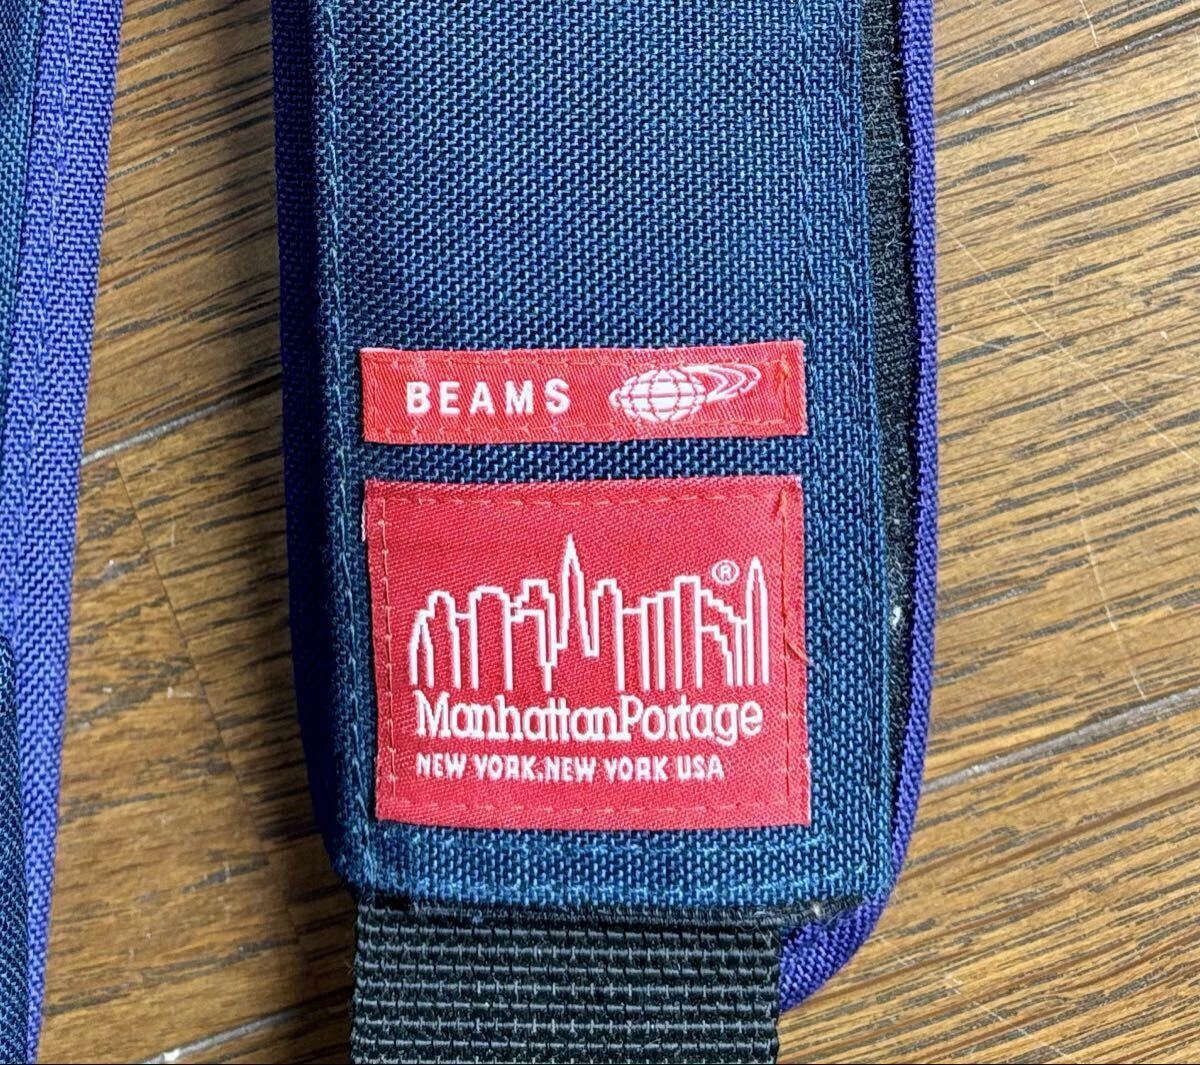 BEAMS
®
ManhattanPortage
NEW YORK, NEW YORK USA